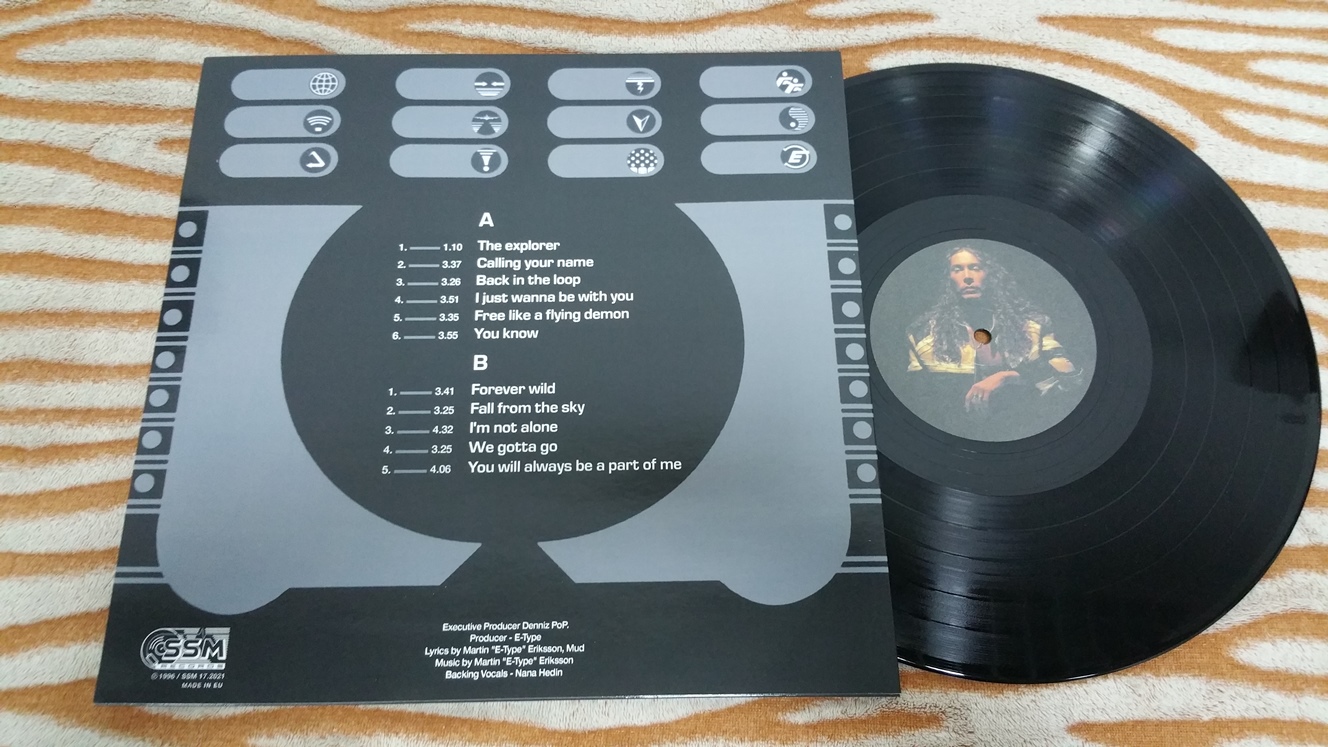 A
1. 1.10 The explorer
2. 3.37 Calling your name
3. 3.26 Back in the loop
4. 3.51 I just wanna be with you
5. 3.35 Free like a flying demon
6. 3.55 You know
B
1. 3.41 Forever wild
2. 3.25 Fall from the sky
3. 4.32 I'm not alone
4. 3.25 We gotta go
5. 4.06 You will always be a part of me
Executive Producer Denniz PoP.
Producer - E-Type
Lyrics by Martin "E-Type" Eriksson, Mud
Music by Martin "E-Type" Eriksson
Backing Vocals - Nana Hedin
SSM
RECORDS
℗ 1996 / SSM 17.2021
MADE IN EU
E